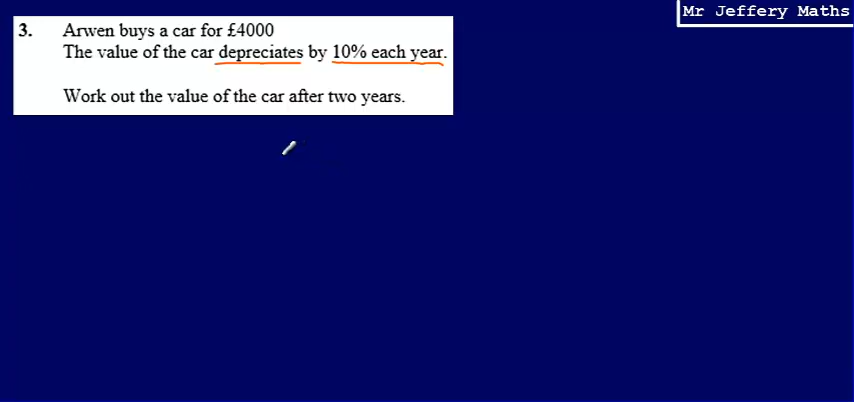 Mr Jeffery Maths
3. Arwen buys a car for £4000
The value of the car depreciates by 10% each year.
Work out the value of the car after two years.